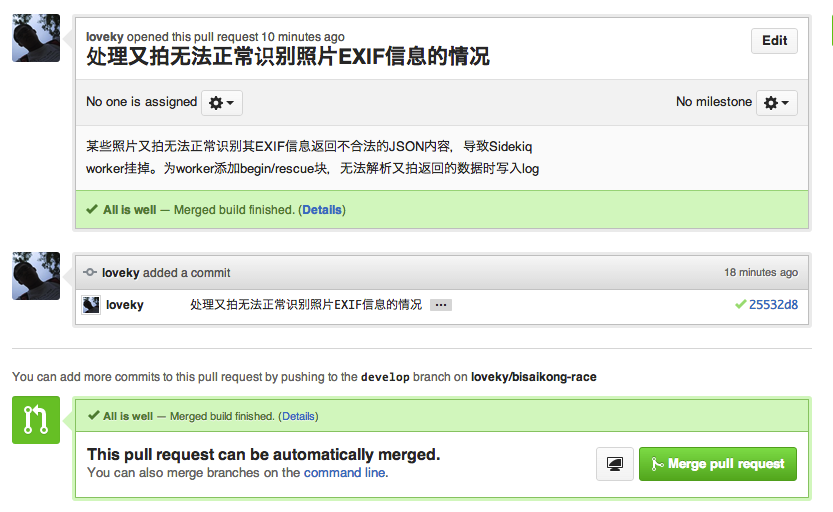 loveky opened this pull request 10 minutes ago
Edit
处理又拍无法正常识别照片EXIF信息的情况
No one is assigned
No milestone
某些照片又拍无法正常识别其EXIF信息返回不合法的JSON内容，导致Sidekiq
worker挂掉。为worker添加begin/rescue块，无法解析又拍返回的数据时写入log
All is well — Merged build finished. (Details)
loveky added a commit
18 minutes ago
loveky 处理又拍无法正常识别照片EXIF信息的情况 ... 25532d8
You can add more commits to this pull request by pushing to the develop branch on loveky/bisaikong-race
All is well — Merged build finished. (Details)
This pull request can be automatically merged.
You can also merge branches on the command line.
Merge pull request